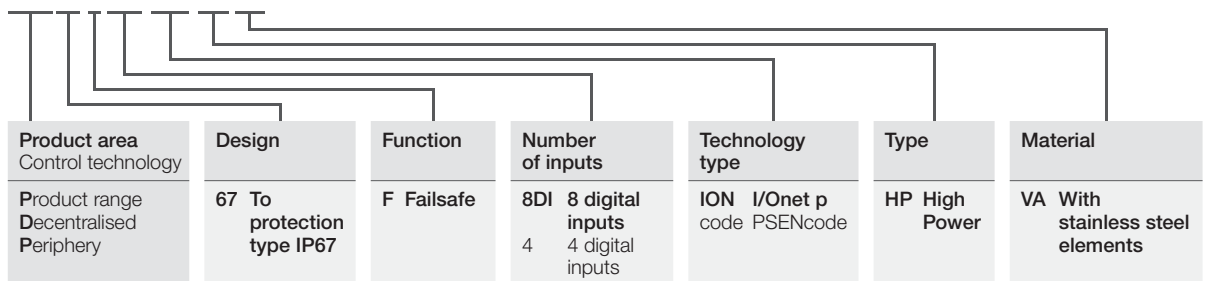 Product area
Control technology
Product range
Decentralised
Periphery
Design
67 To
protection
type IP67
Function
F Failsafe
Number
of inputs
8DI 8 digital
inputs
4 4 digital
inputs
Technology
type
ION I/Onet p
code PSENcode
Type
HP High
Power
Material
VA With
stainless steel
elements